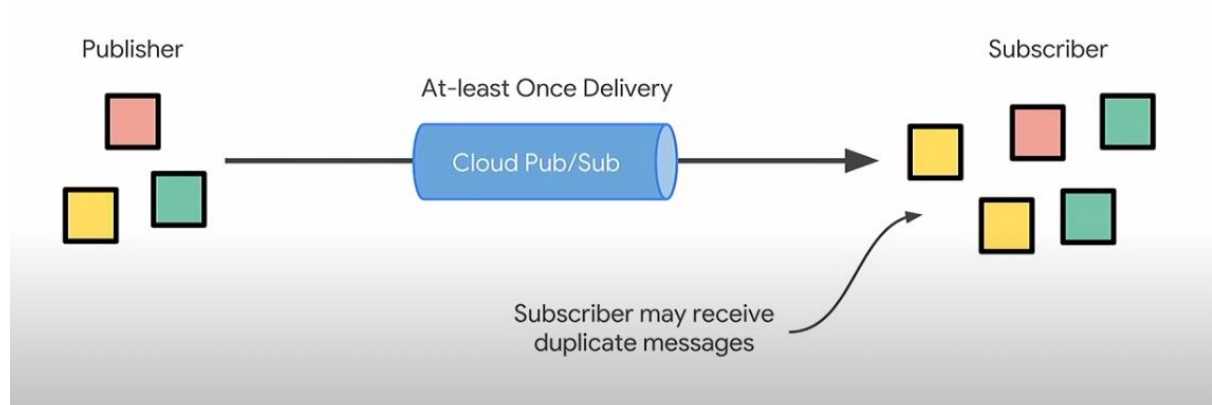 Publisher
Subscriber
At-least Once Delivery
Cloud Pub/Sub
Subscriber may receive
duplicate messages